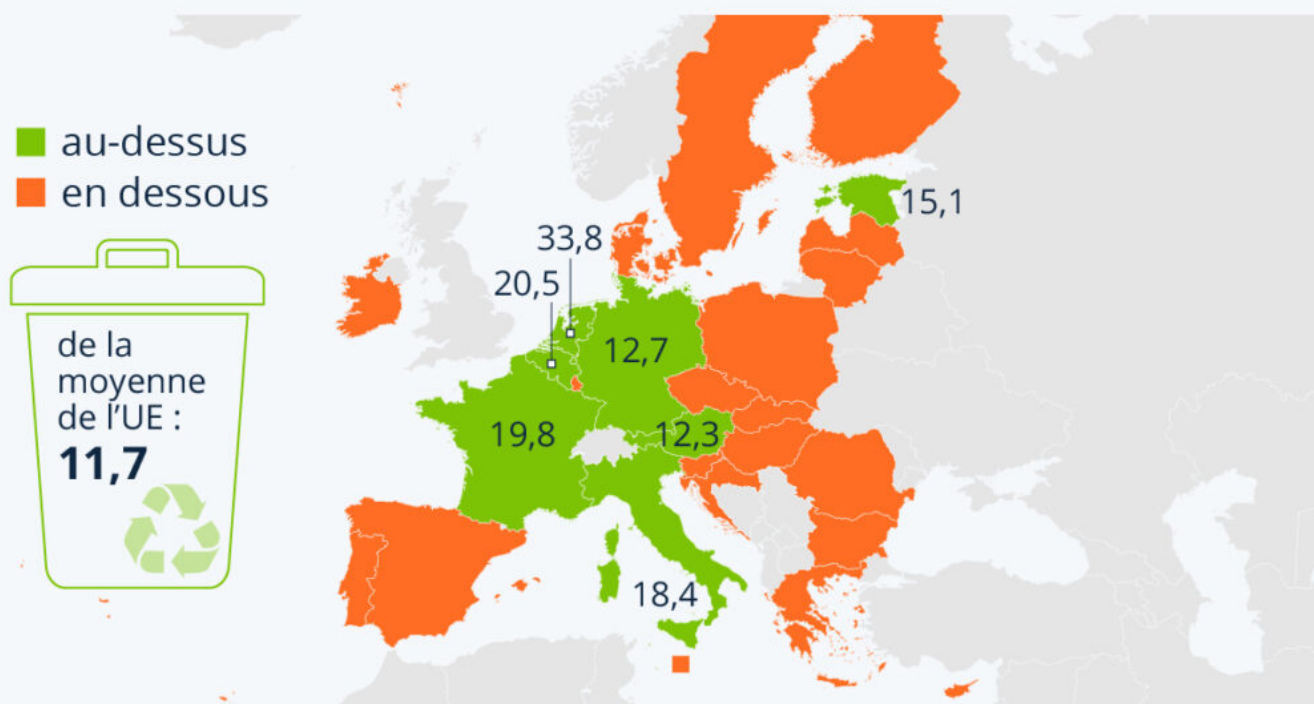 au-dessus
en dessous
de la
moyenne
de l'UE :
11,7
33,8
20,5
15,1
12,7
19,8
12,3
18,4